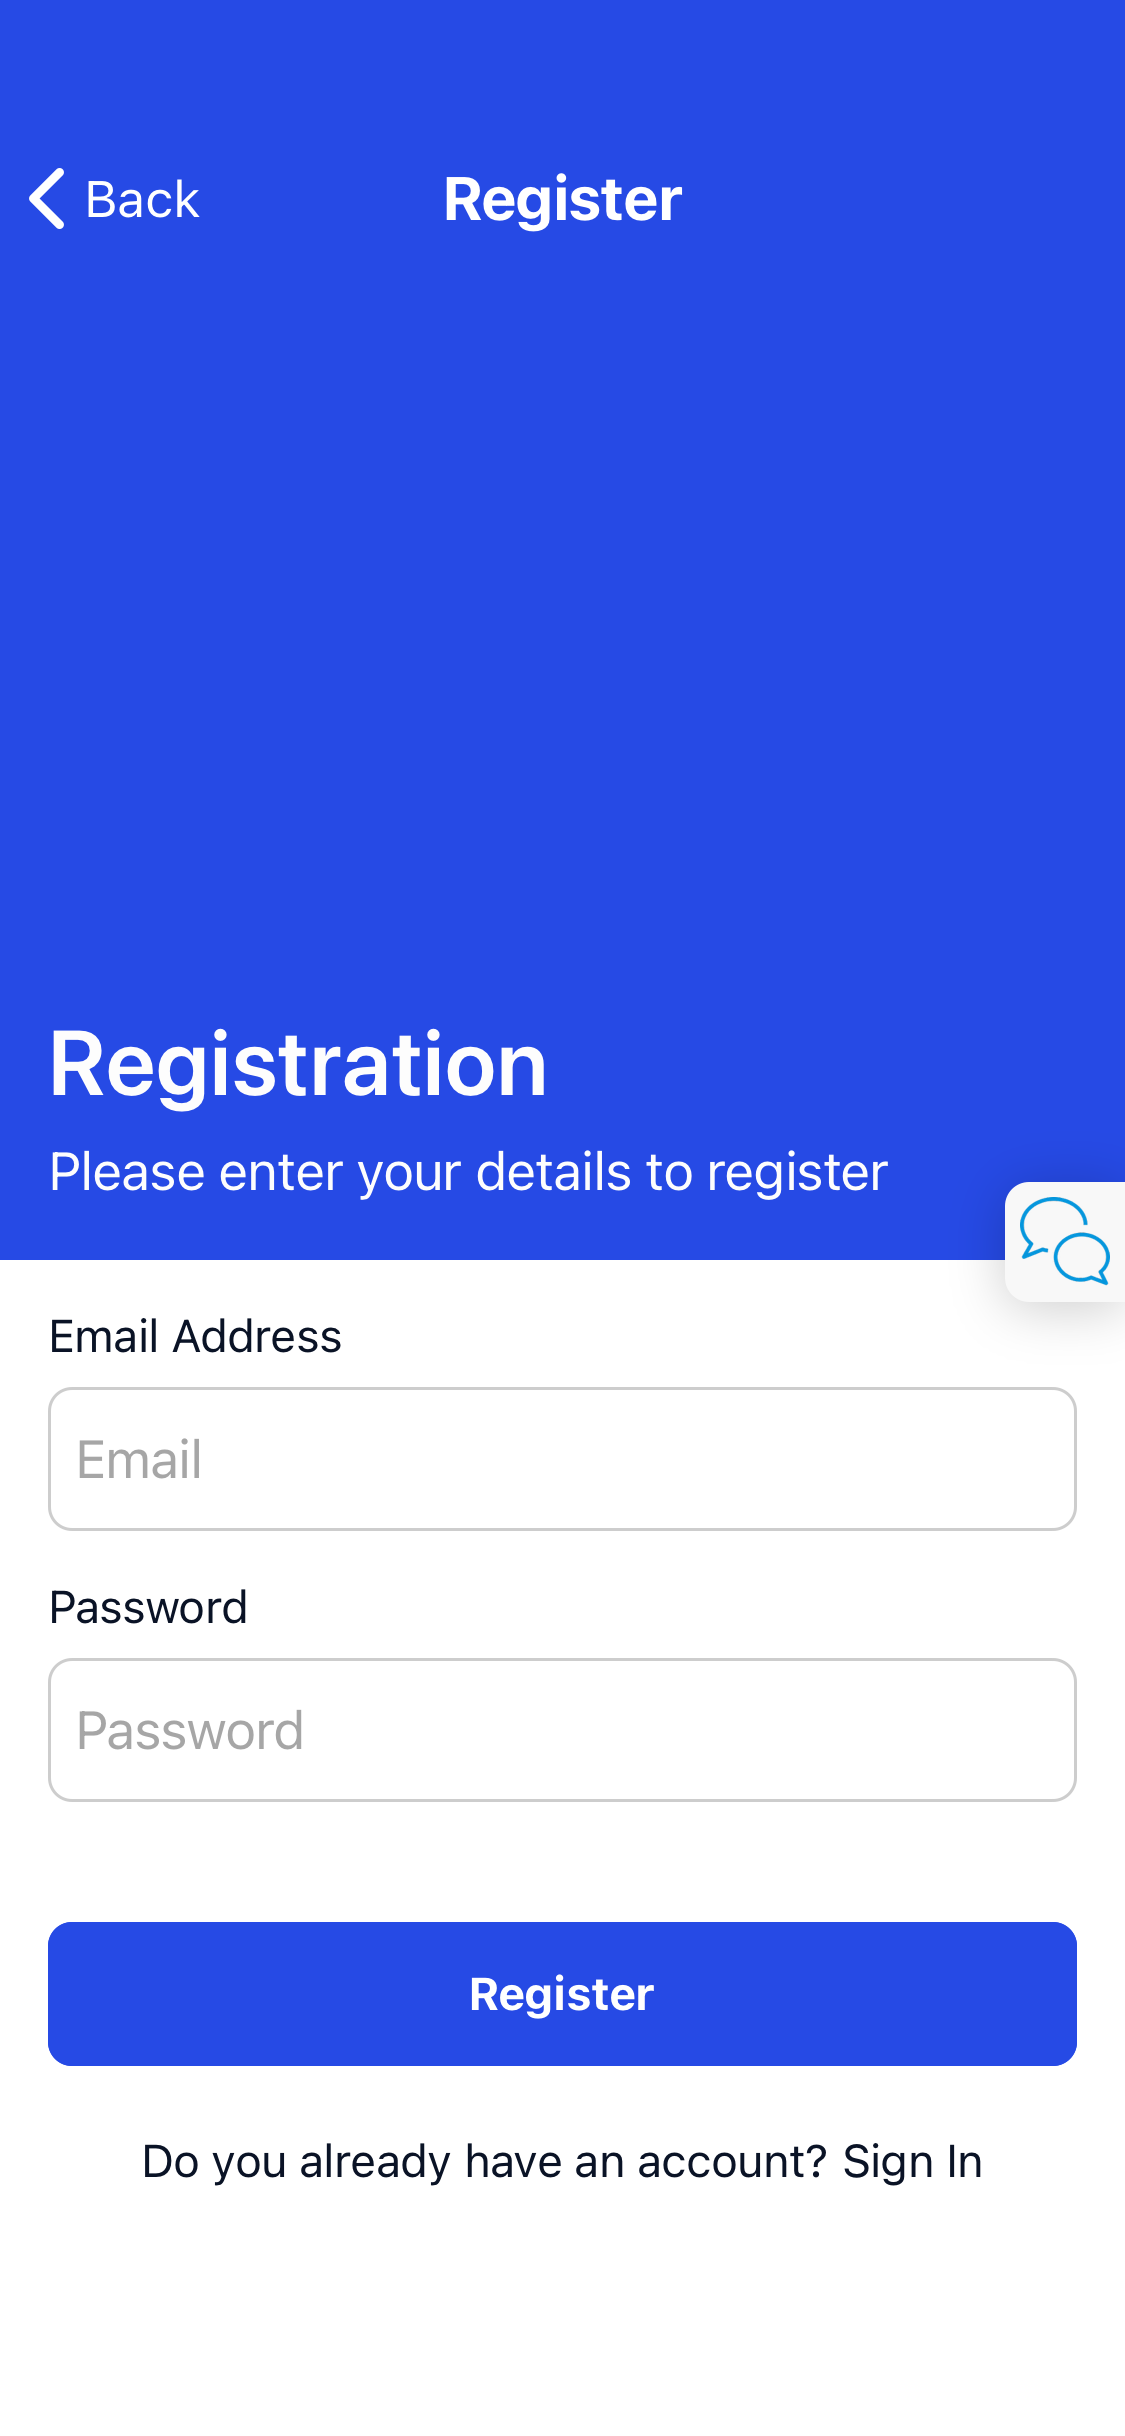 Back
Register
Registration
Please enter your details to register
Email Address
Email
Password
Password
Register
Do you already have an account? Sign In